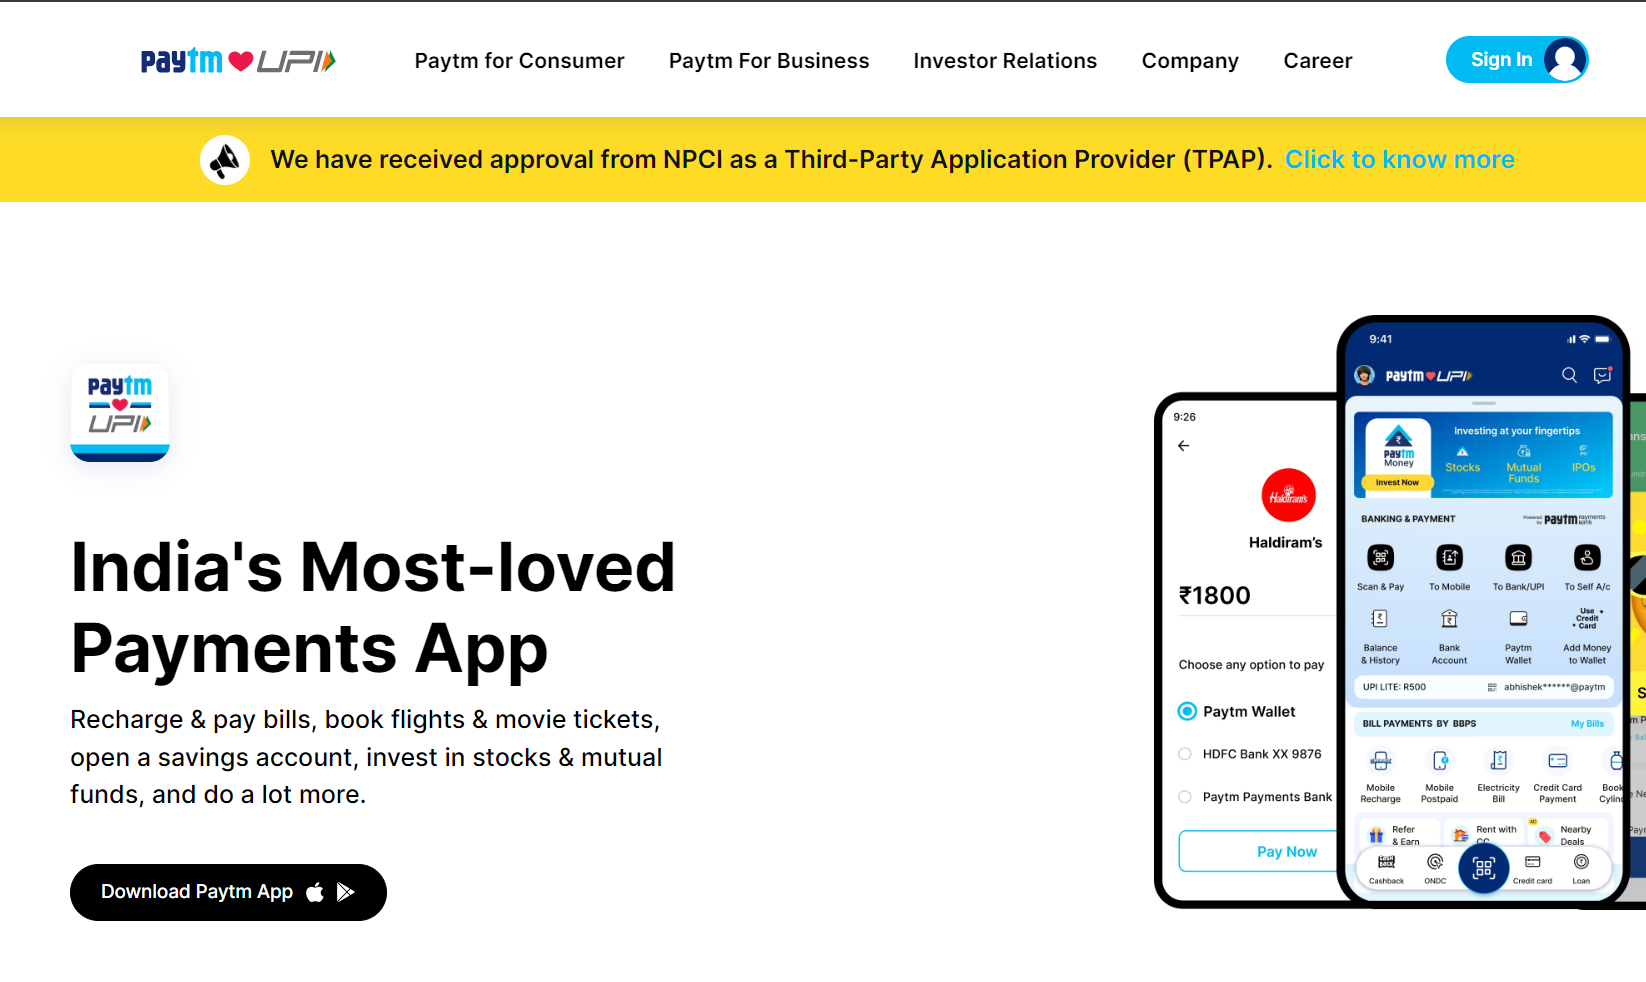 paytm UPI
Paytm for Consumer
Paytm For Business
Investor Relations
Company
Career
Sign In
We have received approval from NPCI as a Third-Party Application Provider (TPAP). Click to know more
paytm
UPI
India's Most-loved
Payments App
Recharge & pay bills, book flights & movie tickets,
open a savings account, invest in stocks & mutual
funds, and do a lot more.
Download Paytm App
9:26
Haldiram's
Haldiram's
₹1800
Choose any option to pay
Paytm Wallet
HDFC Bank XX 9876
Paytm Payments Bank
Pay Now
9:41
paytm UPI
paytm
Money
Invest Now
Investing at your fingertips
Stocks
Mutual
Funds
IPOs
BANKING & PAYMENT
Powered
by
paytm
Payments
Bank
Scan & Pay
To Mobile
To Bank/UPI
To Self A/c
Balance
& History
Bank
Account
Paytm
Wallet
Use
Credit
Card
Add Money
to Wallet
UPI LITE: R500
abhishek******@paytm
BILL PAYMENTS BY BBPS
My Bills
Mobile
Recharge
Mobile
Postpaid
Electricity
Bill
Credit Card
Payment
Book
Cylin
Refer
& Earn
Rent with
CC
AD
Nearby
Deals
CASH
BACK
Cashback
ONDC
Credit card
Loan